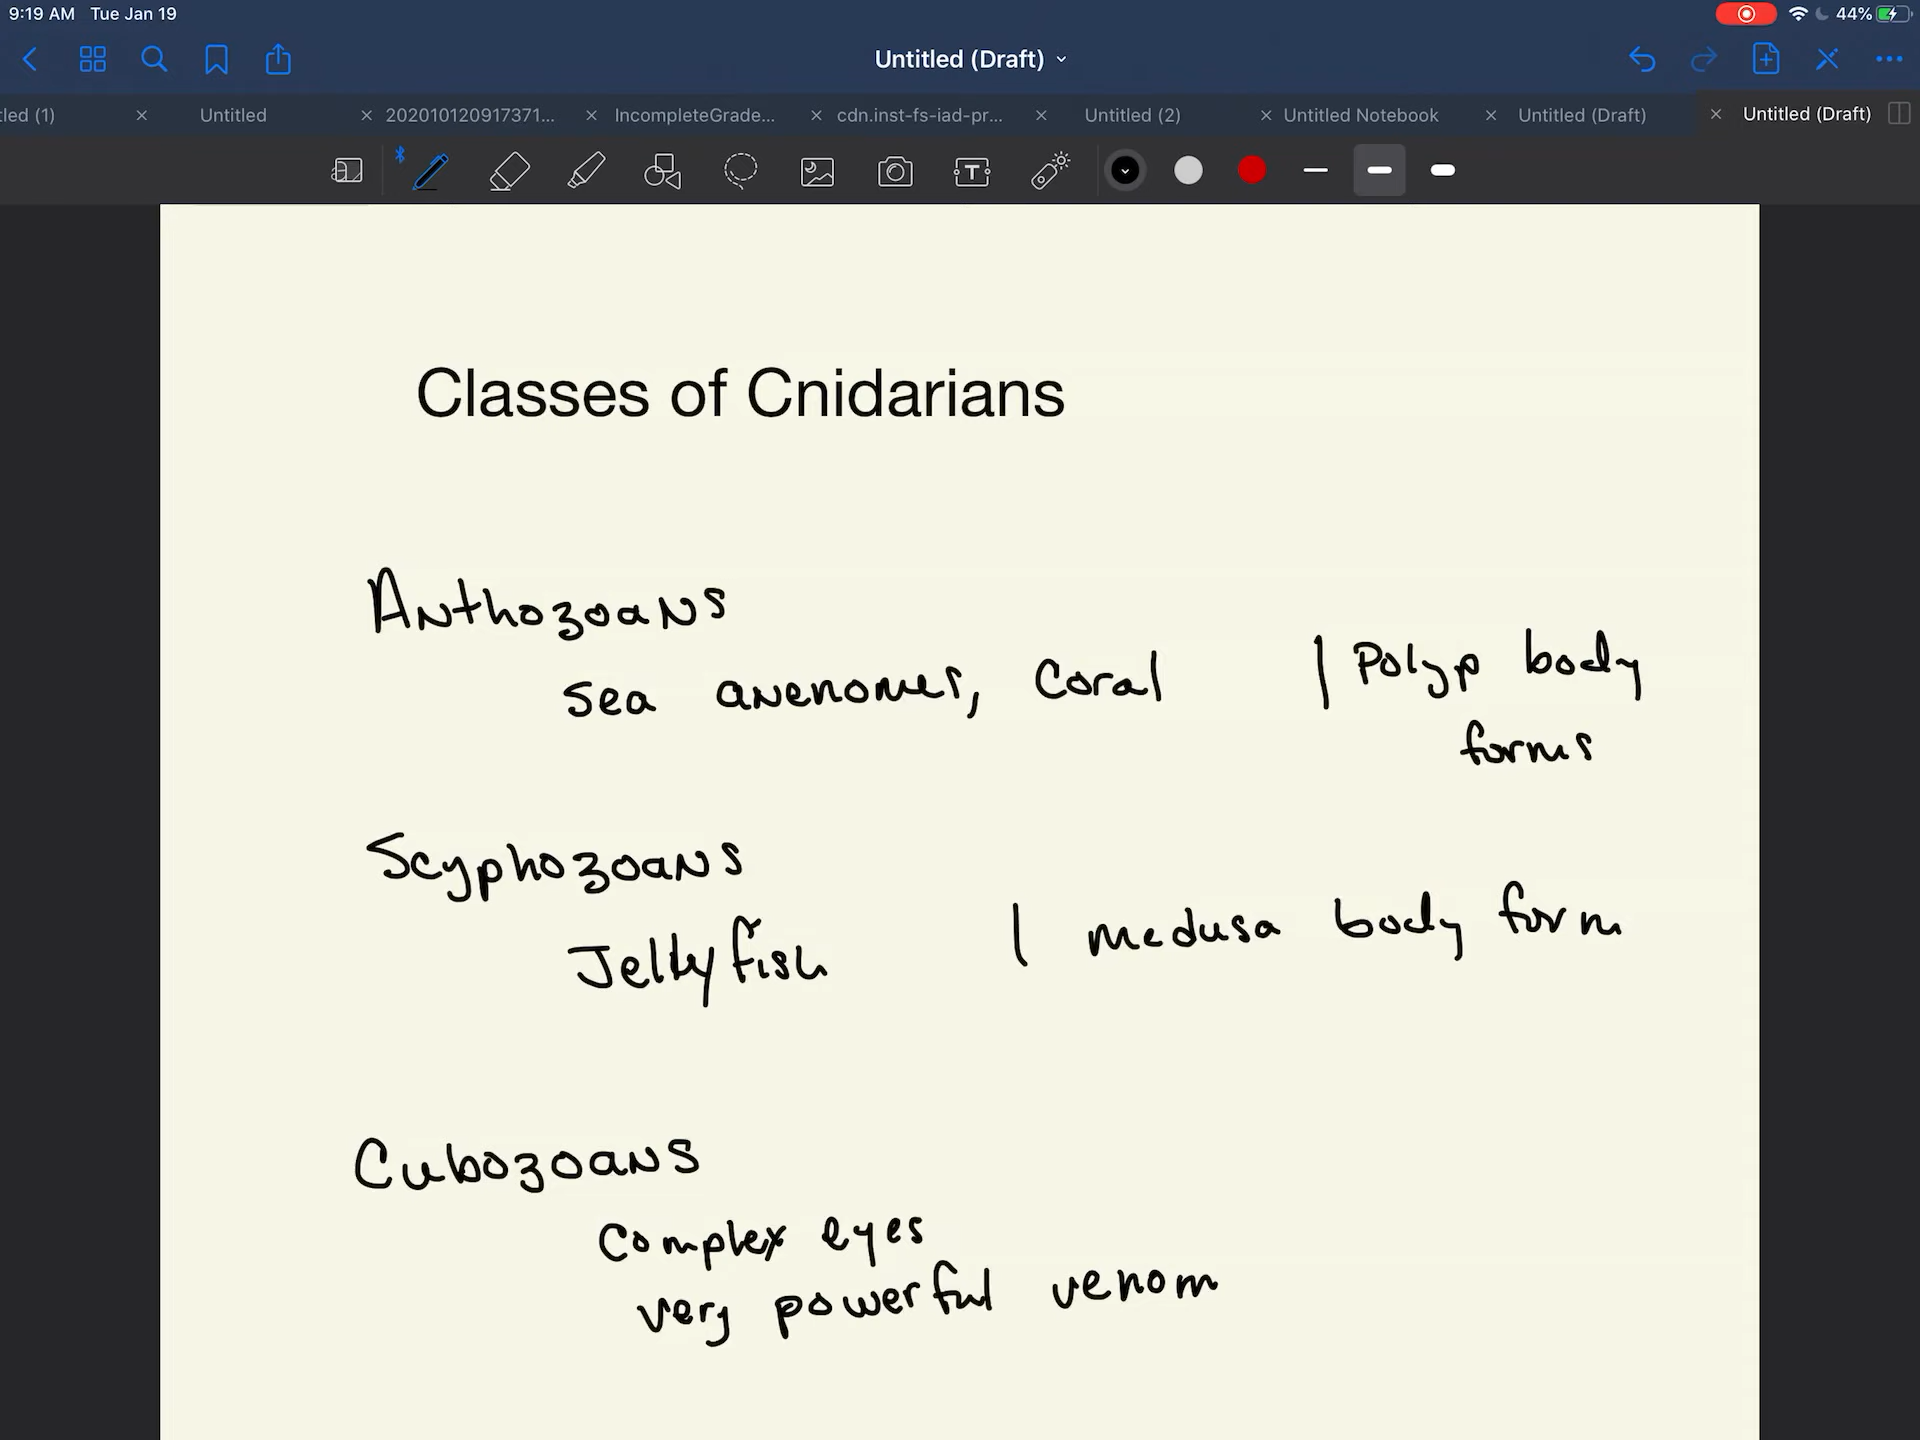 9:19 AM Tue Jan 19 44%
Untitled (Draft)
tled (1) Untitled 202010120917371... IncompleteGrade... cdn.inst-fs-iad-pr... Untitled (2) Untitled Notebook Untitled (Draft) Untitled (Draft)
T
Classes of Cnidarians
Anthozoans
sea anenomes, coral | Polyp body
forms
Scyphozoans
Jellyfish | medusa body form
Cubozoans
complex eyes
very powerful venom